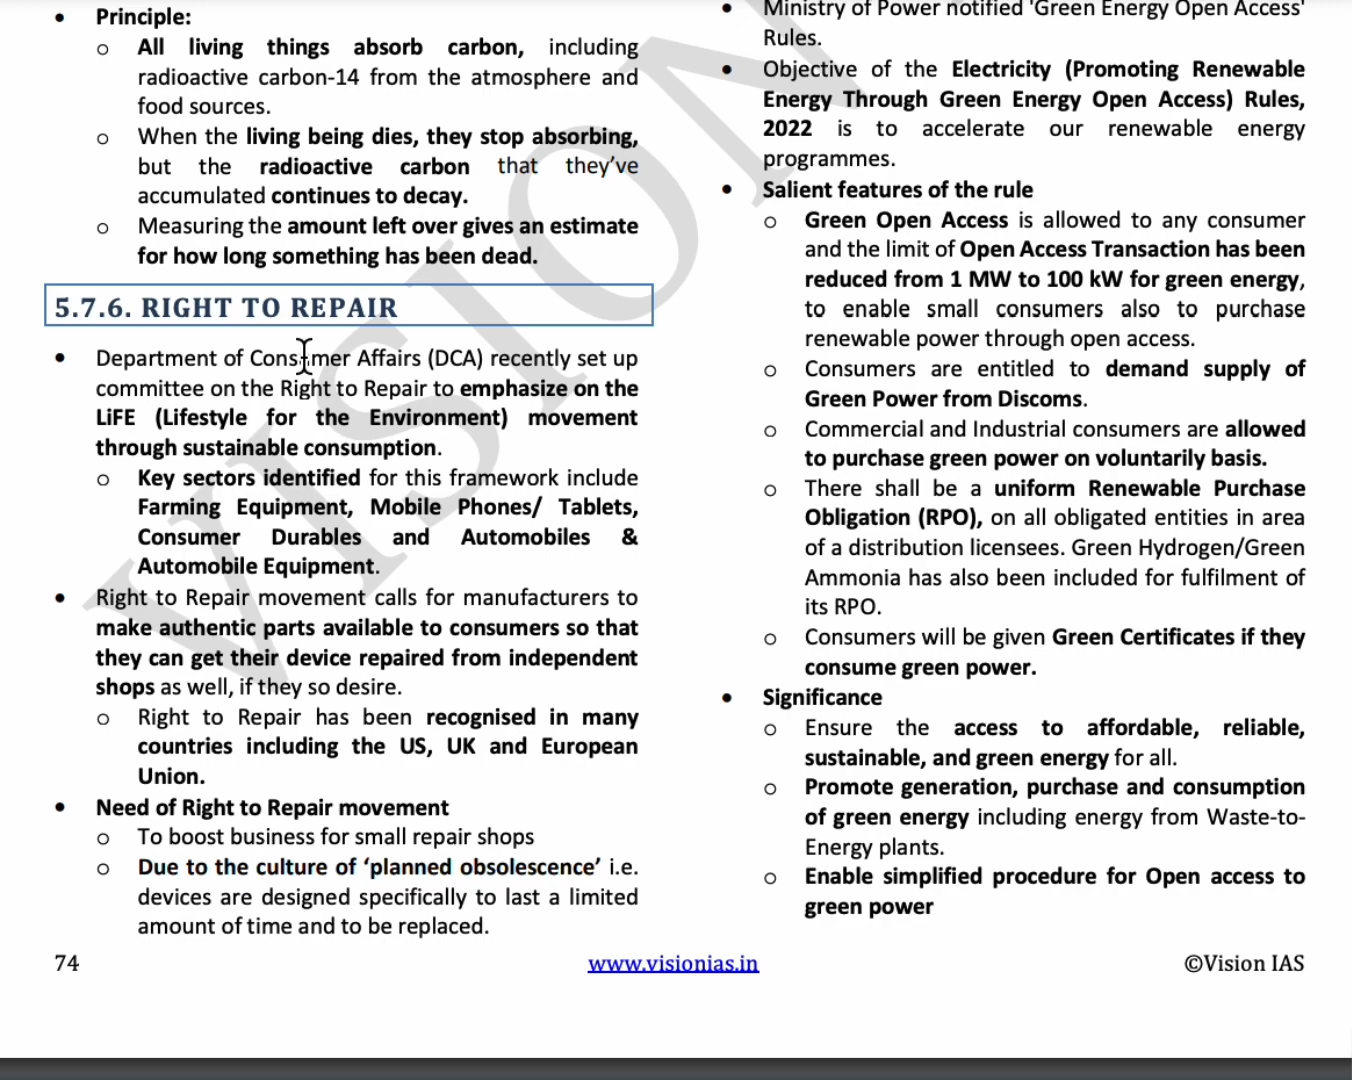 • Principle:
o All living things absorb carbon, including
radioactive carbon-14 from the atmosphere and
food sources.
o When the living being dies, they stop absorbing,
but the radioactive carbon that they’ve
accumulated continues to decay.
o Measuring the amount left over gives an estimate
for how long something has been dead.
5.7.6. RIGHT TO REPAIR
• Department of Consumer Affairs (DCA) recently set up
committee on the Right to Repair to emphasize on the
LiFE (Lifestyle for the Environment) movement
through sustainable consumption.
o Key sectors identified for this framework include
Farming Equipment, Mobile Phones/ Tablets,
Consumer Durables and Automobiles &
Automobile Equipment.
• Right to Repair movement calls for manufacturers to
make authentic parts available to consumers so that
they can get their device repaired from independent
shops as well, if they so desire.
o Right to Repair has been recognised in many
countries including the US, UK and European
Union.
• Need of Right to Repair movement
o To boost business for small repair shops
o Due to the culture of ‘planned obsolescence’ i.e.
devices are designed specifically to last a limited
amount of time and to be replaced.
• Ministry of Power notified 'Green Energy Open Access'
Rules.
• Objective of the Electricity (Promoting Renewable
Energy Through Green Energy Open Access) Rules,
2022 is to accelerate our renewable energy
programmes.
• Salient features of the rule
o Green Open Access is allowed to any consumer
and the limit of Open Access Transaction has been
reduced from 1 MW to 100 kW for green energy,
to enable small consumers also to purchase
renewable power through open access.
o Consumers are entitled to demand supply of
Green Power from Discoms.
o Commercial and Industrial consumers are allowed
to purchase green power on voluntarily basis.
o There shall be a uniform Renewable Purchase
Obligation (RPO), on all obligated entities in area
of a distribution licensees. Green Hydrogen/Green
Ammonia has also been included for fulfilment of
its RPO.
o Consumers will be given Green Certificates if they
consume green power.
• Significance
o Ensure the access to affordable, reliable,
sustainable, and green energy for all.
o Promote generation, purchase and consumption
of green energy including energy from Waste-to-
Energy plants.
o Enable simplified procedure for Open access to
green power
74
www.visionias.in
©Vision IAS
VISION